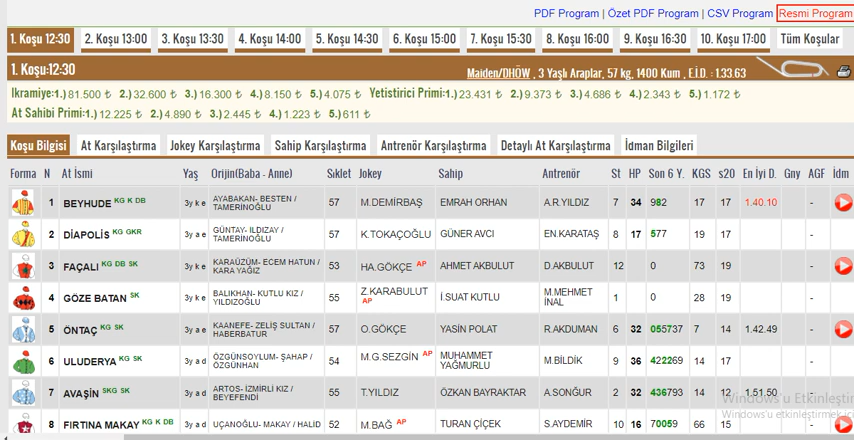 PDF Program | Özet PDF Program | CSV Program Resmi Program
1. Koşu 12:30 2. Koşu 13:00 3. Koşu 13:30 4. Koşu 14:00 5. Koşu 14:30 6. Koşu 15:00 7. Koşu 15:30 8. Koşu 16:00 9. Koşu 16:30 10. Koşu 17:00 Tüm Koşular
1. Koşu:12:30 Maiden/DHÖW , 3 Yaşlı Araplar, 57 kg, 1400 Kum , E.İ.D. : 1.33.63
İkramiye:1.) 81.500 ₺ 2.) 32.600 ₺ 3.) 16.300 ₺ 4.) 8.150 ₺ 5.) 4.075 ₺ Yetistirici Primi:1.) 23.431 ₺ 2.) 9.373 ₺ 3.) 4.686 ₺ 4.) 2.343 ₺ 5.) 1.172 ₺
At Sahibi Primi:1.) 12.225 ₺ 2.) 4.890 ₺ 3.) 2.445 ₺ 4.) 1.223 ₺ 5.) 611 ₺
Koşu Bilgisi At Karşılaştırma Jokey Karşılaştırma Sahip Karşılaştırma Antrenör Karşılaştırma Detaylı At Karşılaştırma İdman Bilgileri
Forma N At İsmi Yaş Orijin(Baba - Anne) Sıklet Jokey Sahip Antrenör St HP Son 6 Y. KGS s20 En İyi D. Gny AGF İdm
1 BEYHUDE KG K DB 3y k e AYABAKAN- BESTEN / TAMERİNOĞLU 57 M.DEMİRBAŞ EMRAH ORHAN A.R.YILDIZ 7 34 982 17 17 1.40.10 -
2 DİAPOLİS KG GKR 3y a e GÜNTAY- ILDIZAY / TAMERİNOĞLU 57 K.TOKAÇOĞLU GÜNER AVCI EN.KARATAŞ 8 17 577 19 17 -
3 FAÇALI KG DB SK 3y k e KARAÜZÜM- ECEM HATUN / KARA YAĞIZ 53 HA.GÖKÇE AP AHMET AKBULUT D.AKBULUT 12 0 73 19 -
4 GÖZE BATAN SK 3y a e BALIKHAN- KUTLU KIZ / YILDIZOĞLU 55 Z.KARABULUT AP İ.SUAT KUTLU M.MEHMET İNAL 1 0 28 19 -
5 ÖNTAÇ KG SK 3y a e KAANEFE- ZELİŞ SULTAN / HABERBATUR 57 O.GÖKÇE YASİN POLAT R.AKDUMAN 6 32 055737 7 14 1.42.49 -
6 ULUDERYA KG SK 3y a d ÖZGÜNSOYLUM- ŞAHAP / ÖZGÜNHAN 54 M.G.SEZGİN AP MUHAMMET YAĞMURLU M.BİLDİK 9 36 422269 14 17 -
7 AVAŞİN SKG SK 3y a d ARTOS- İZMİRLİ KIZ / BEYEFENDİ 55 T.YILDIZ ÖZKAN BAYRAKTAR A.SONĞUR 2 32 436793 14 12 1.51.50 -
8 FIRTINA MAKAY KG K DB 3y a d UÇANOĞLU- MAKAY / HALİD 52 M.BAĞ AP TURAN ÇİÇEK S.AYDEMİR 10 16 70059 66 15 -
Windows'u Etkinleştir
Windows'u etkinleştirmek iç